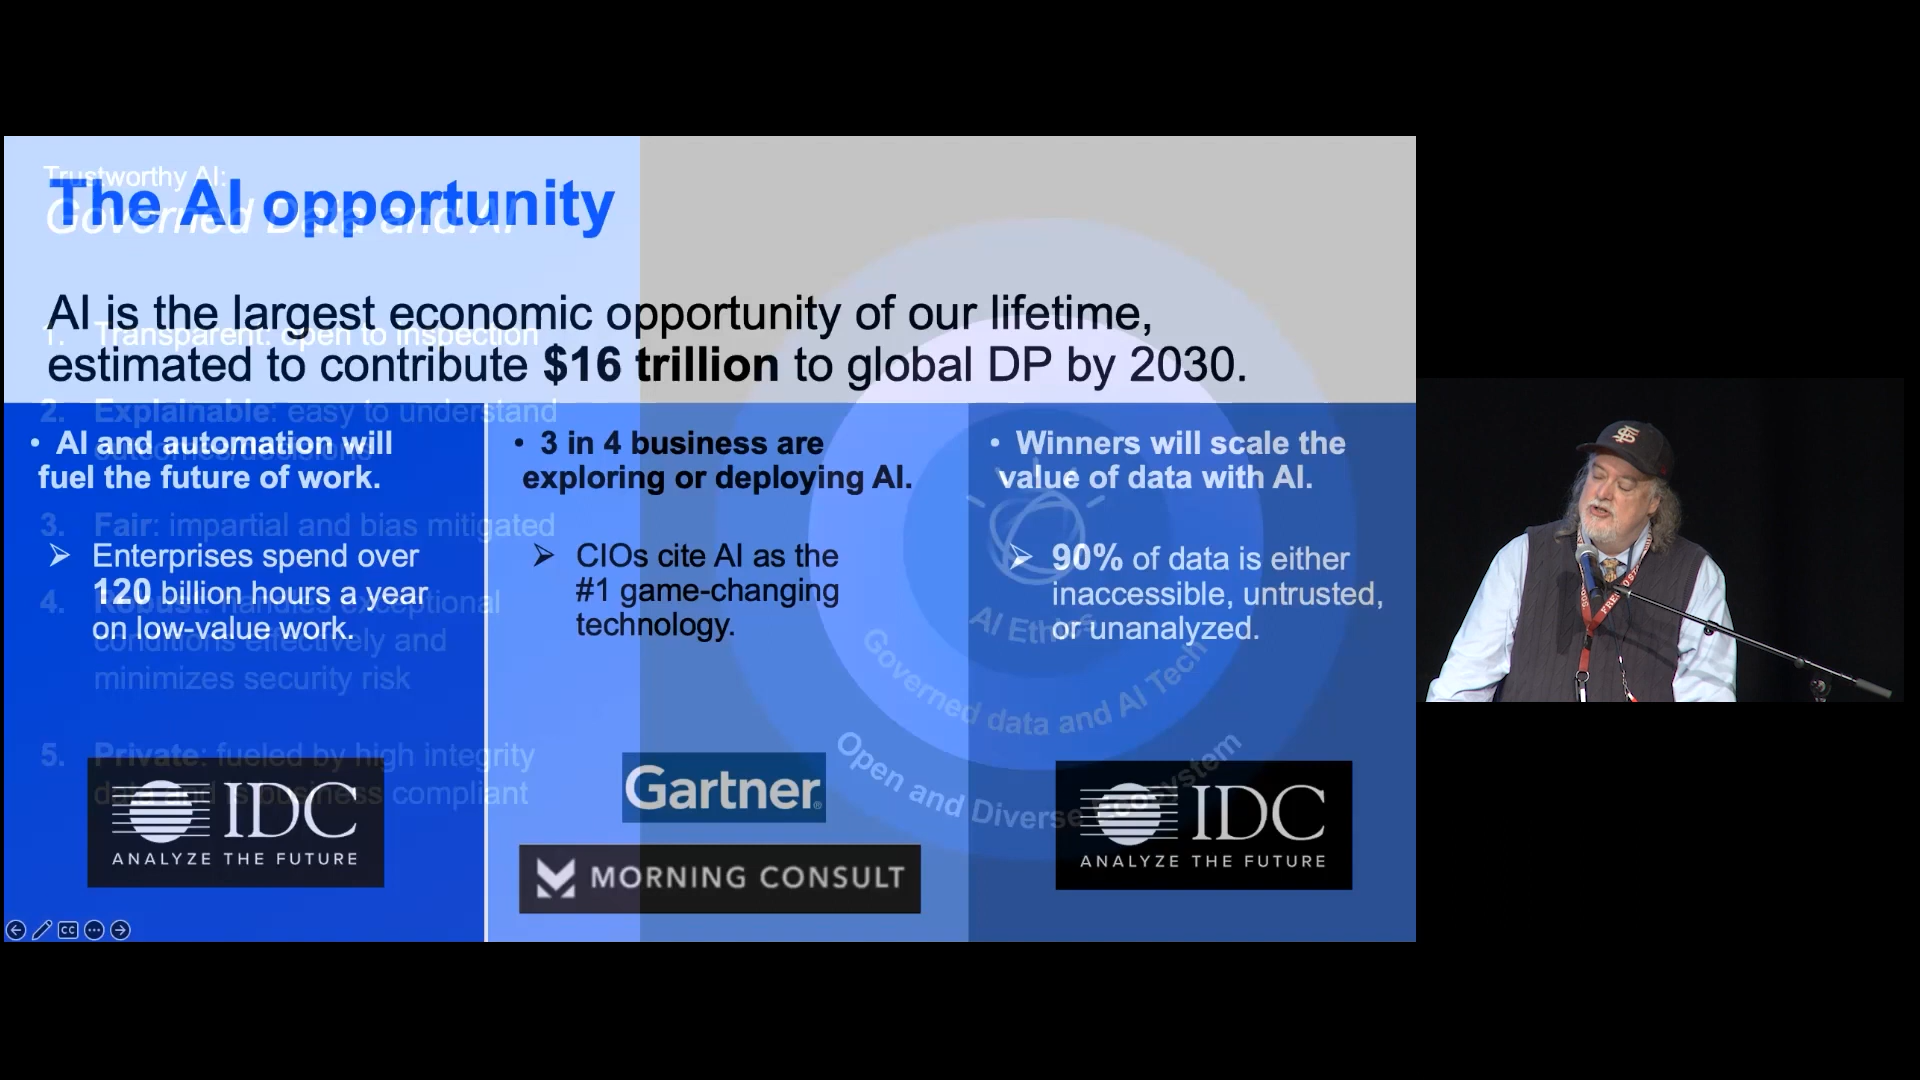 The AI opportunity
AI is the largest economic opportunity of our lifetime,
estimated to contribute $16 trillion to global DP by 2030.
• AI and automation will
fuel the future of work.
➢ Enterprises spend over
120 billion hours a year
on low-value work.
IDC
ANALYZE THE FUTURE
• 3 in 4 business are
exploring or deploying AI.
➢ CIOs cite AI as the
#1 game-changing
technology.
Gartner®
MORNING CONSULT
• Winners will scale the
value of data with AI.
➢ 90% of data is either
inaccessible, untrusted,
or unanalyzed.
IDC
ANALYZE THE FUTURE
Trustworthy AI:
Governed Data and AI
1. Transparent: open to inspection
2. Explainable: easy to understand
outcomes/decisions
3. Fair: impartial and bias mitigated
4. Robust: handles exceptional
conditions effectively and
minimizes security risk
5. Private: fueled by high integrity
data and is business compliant
AI Ethics
Governed data and AI Tech
Open and Diverse Ecosystem
CC
FS